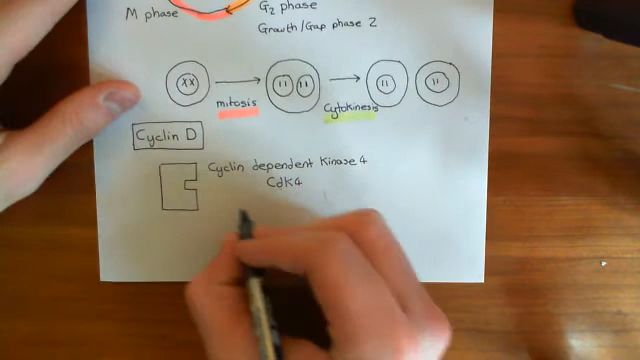 M phase
G₂ phase
Growth/Gap phase 2
xx
mitosis
Cytokinesis
Cyclin D
Cyclin dependent Kinase 4
Cdk4